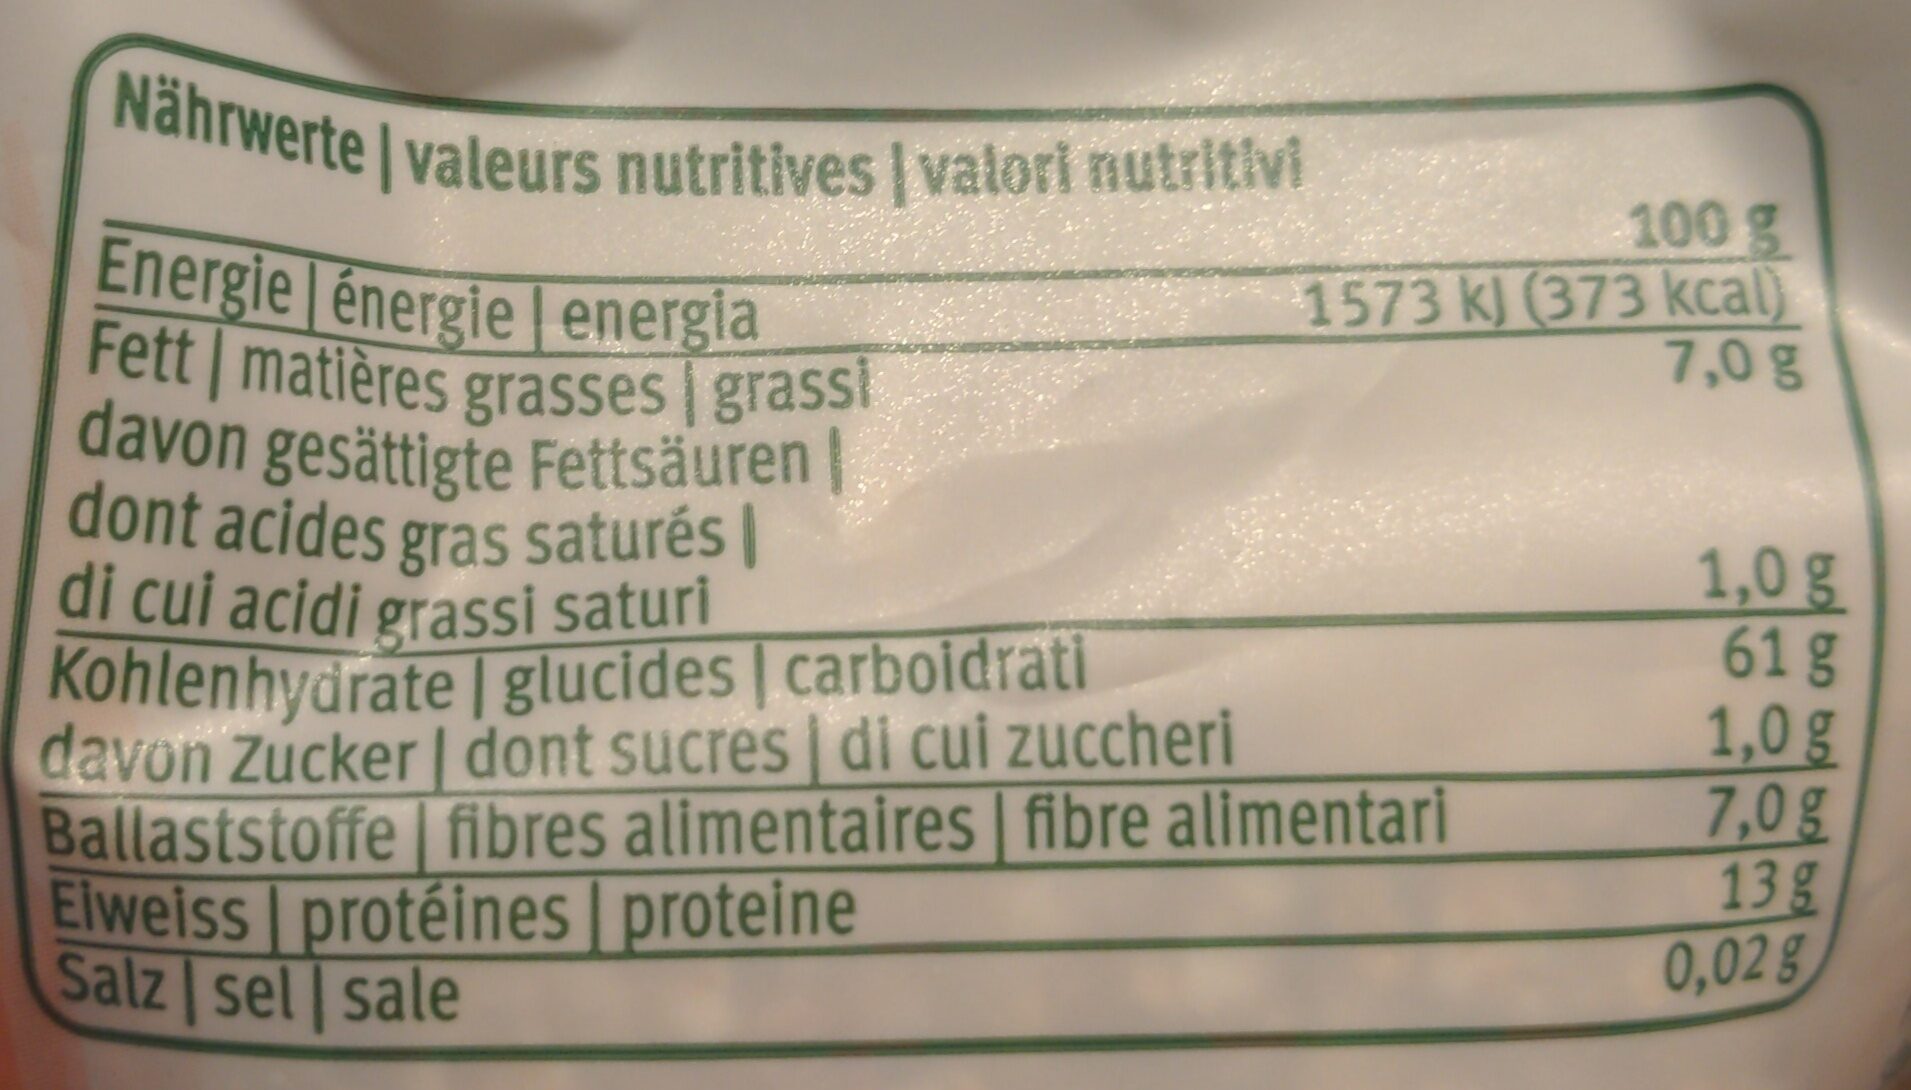 Nährwerte | valeurs nutritives | valori nutritivi
100 g
Energie | énergie | energia 1573 kJ (373 kcal)
Fett | matières grasses | grassi 7,0 g
davon gesättigte Fettsäuren |
dont acides gras saturés |
di cui acidi grassi saturi 1,0 g
Kohlenhydrate | glucides | carboidrati 61 g
davon Zucker | dont sucres | di cui zuccheri 1,0 g
Ballaststoffe | fibres alimentaires | fibre alimentari 7,0 g
Eiweiss | protéines | proteine 13 g
Salz | sel | sale 0,02 g